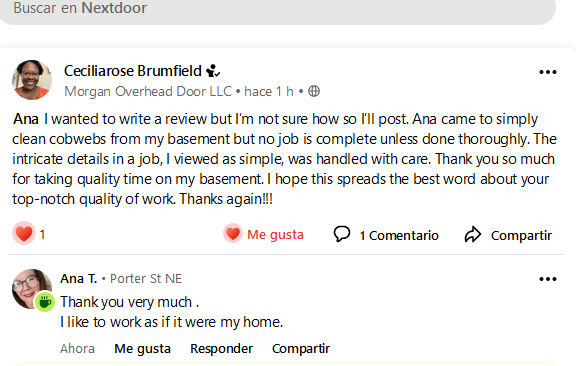 Buscar en Nextdoor
Ceciliarose Brumfield
Morgan Overhead Door LLC • hace 1 h •
Ana I wanted to write a review but I'm not sure how so I'll post. Ana came to simply
clean cobwebs from my basement but no job is complete unless done thoroughly. The
intricate details in a job, I viewed as simple, was handled with care. Thank you so much
for taking quality time on my basement. I hope this spreads the best word about your
top-notch quality of work. Thanks again!!!
1 Me gusta 1 Comentario Compartir
Ana T. • Porter St NE
Thank you very much .
I like to work as if it were my home.
Ahora Me gusta Responder Compartir